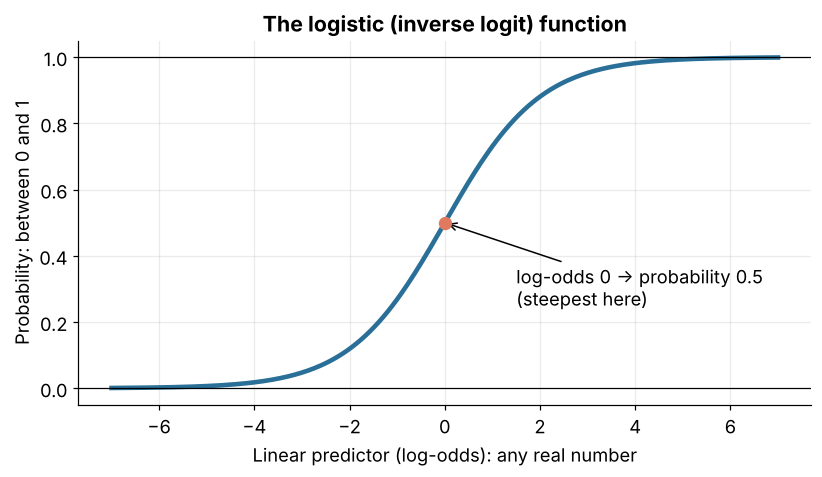 The logistic (inverse logit) function
Probability: between 0 and 1
1.0
0.8
0.6
0.4
0.2
0.0
log-odds 0 → probability 0.5
(steepest here)
−6
−4
−2
0
2
4
6
Linear predictor (log-odds): any real number